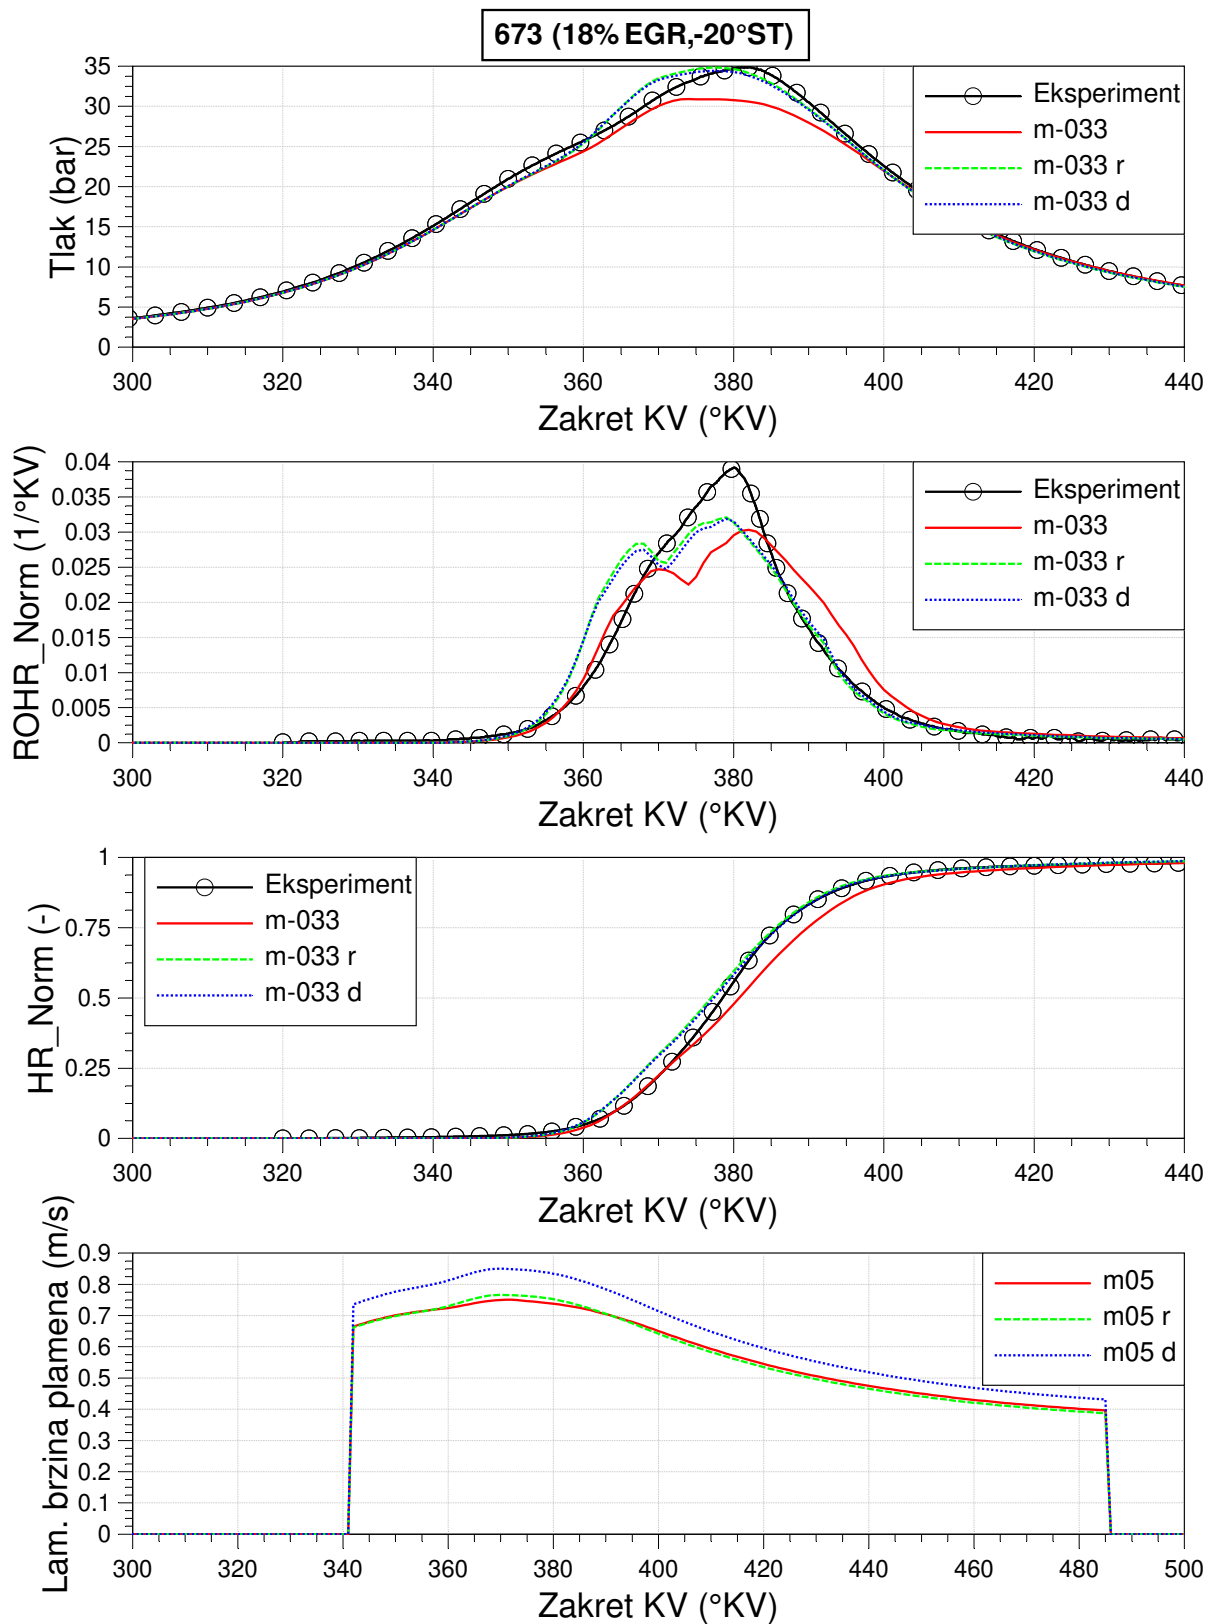 673 (18% EGR,-20°ST)
Tlak (bar)
35
30
25
20
15
10
5
0
Eksperiment
m-033
m-033 r
m-033 d
300
320
340
360
380
400
420
440
Zakret KV (°KV)
ROHR_Norm (1/°KV)
0.04
0.035
0.03
0.025
0.02
0.015
0.01
0.005
0
Eksperiment
m-033
m-033 r
m-033 d
300
320
340
360
380
400
420
440
Zakret KV (°KV)
HR_Norm (-)
1
0.75
0.5
0.25
0
Eksperiment
m-033
m-033 r
m-033 d
300
320
340
360
380
400
420
440
Zakret KV (°KV)
Lam. brzina plamena (m/s)
0.9
0.8
0.7
0.6
0.5
0.4
0.3
0.2
0.1
0
m05
m05 r
m05 d
300
320
340
360
380
400
420
440
460
480
500
Zakret KV (°KV)